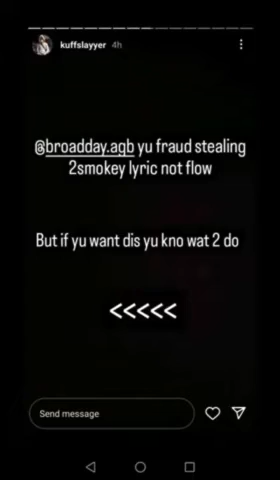 kuffslayyer 4h
@broadday.agb yu fraud stealing
2smokey lyric not flow
But if yu want dis yu kno wat 2 do
<<<<<
Send message